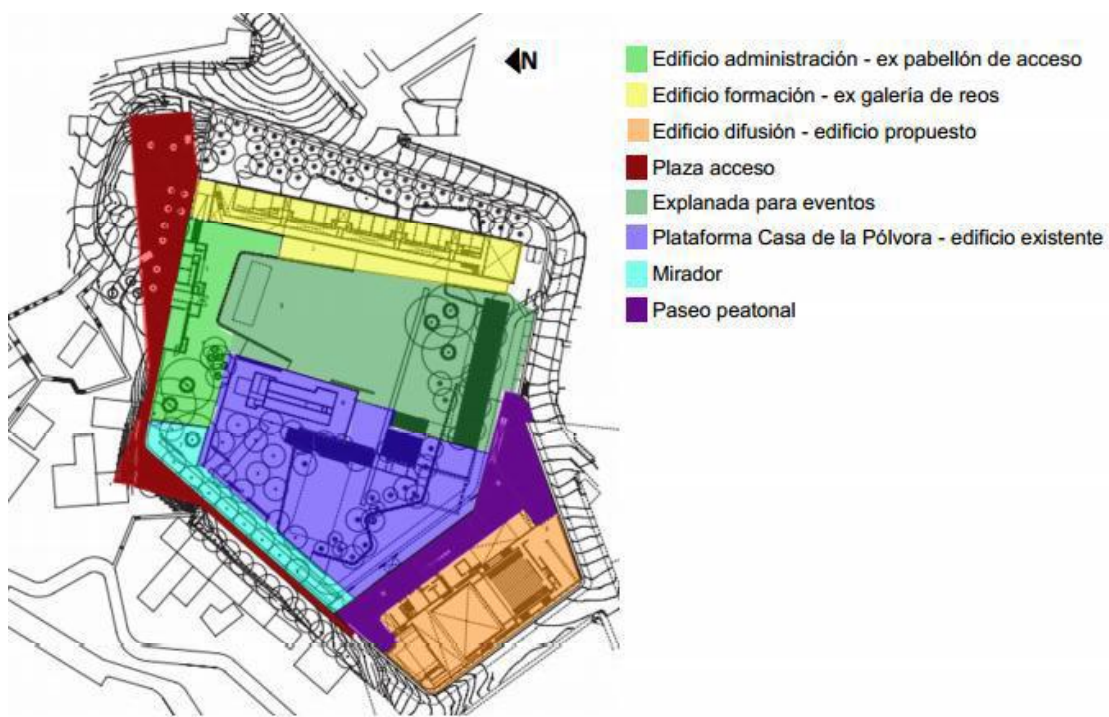 N
Edificio administración - ex pabellón de acceso
Edificio formación - ex galería de reos
Edificio difusión - edificio propuesto
Plaza acceso
Explanada para eventos
Plataforma Casa de la Pólvora - edificio existente
Mirador
Paseo peatonal